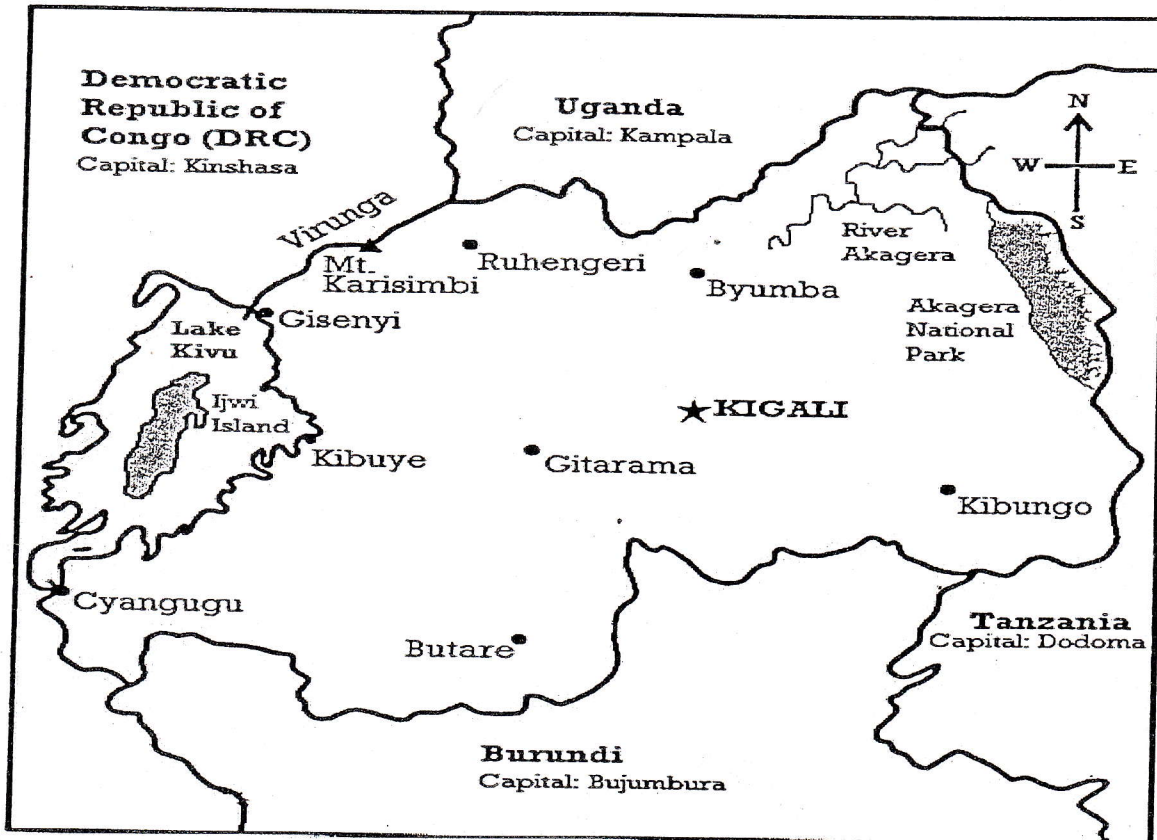 Democratic
Republic of
Congo (DRC)
Capital: Kinshasa
Uganda
Capital: Kampala
N
W
E
S
Virunga
Mt.
Karisimbi
Ruhengeri
Byumba
River
Akagera
Akagera
National
Park
Gisenyi
Lake
Kivu
Ijwi
Island
Kibuye
KIGALI
Gitarama
Kibungo
Cyangugu
Butare
Tanzania
Capital: Dodoma
Burundi
Capital: Bujumbura